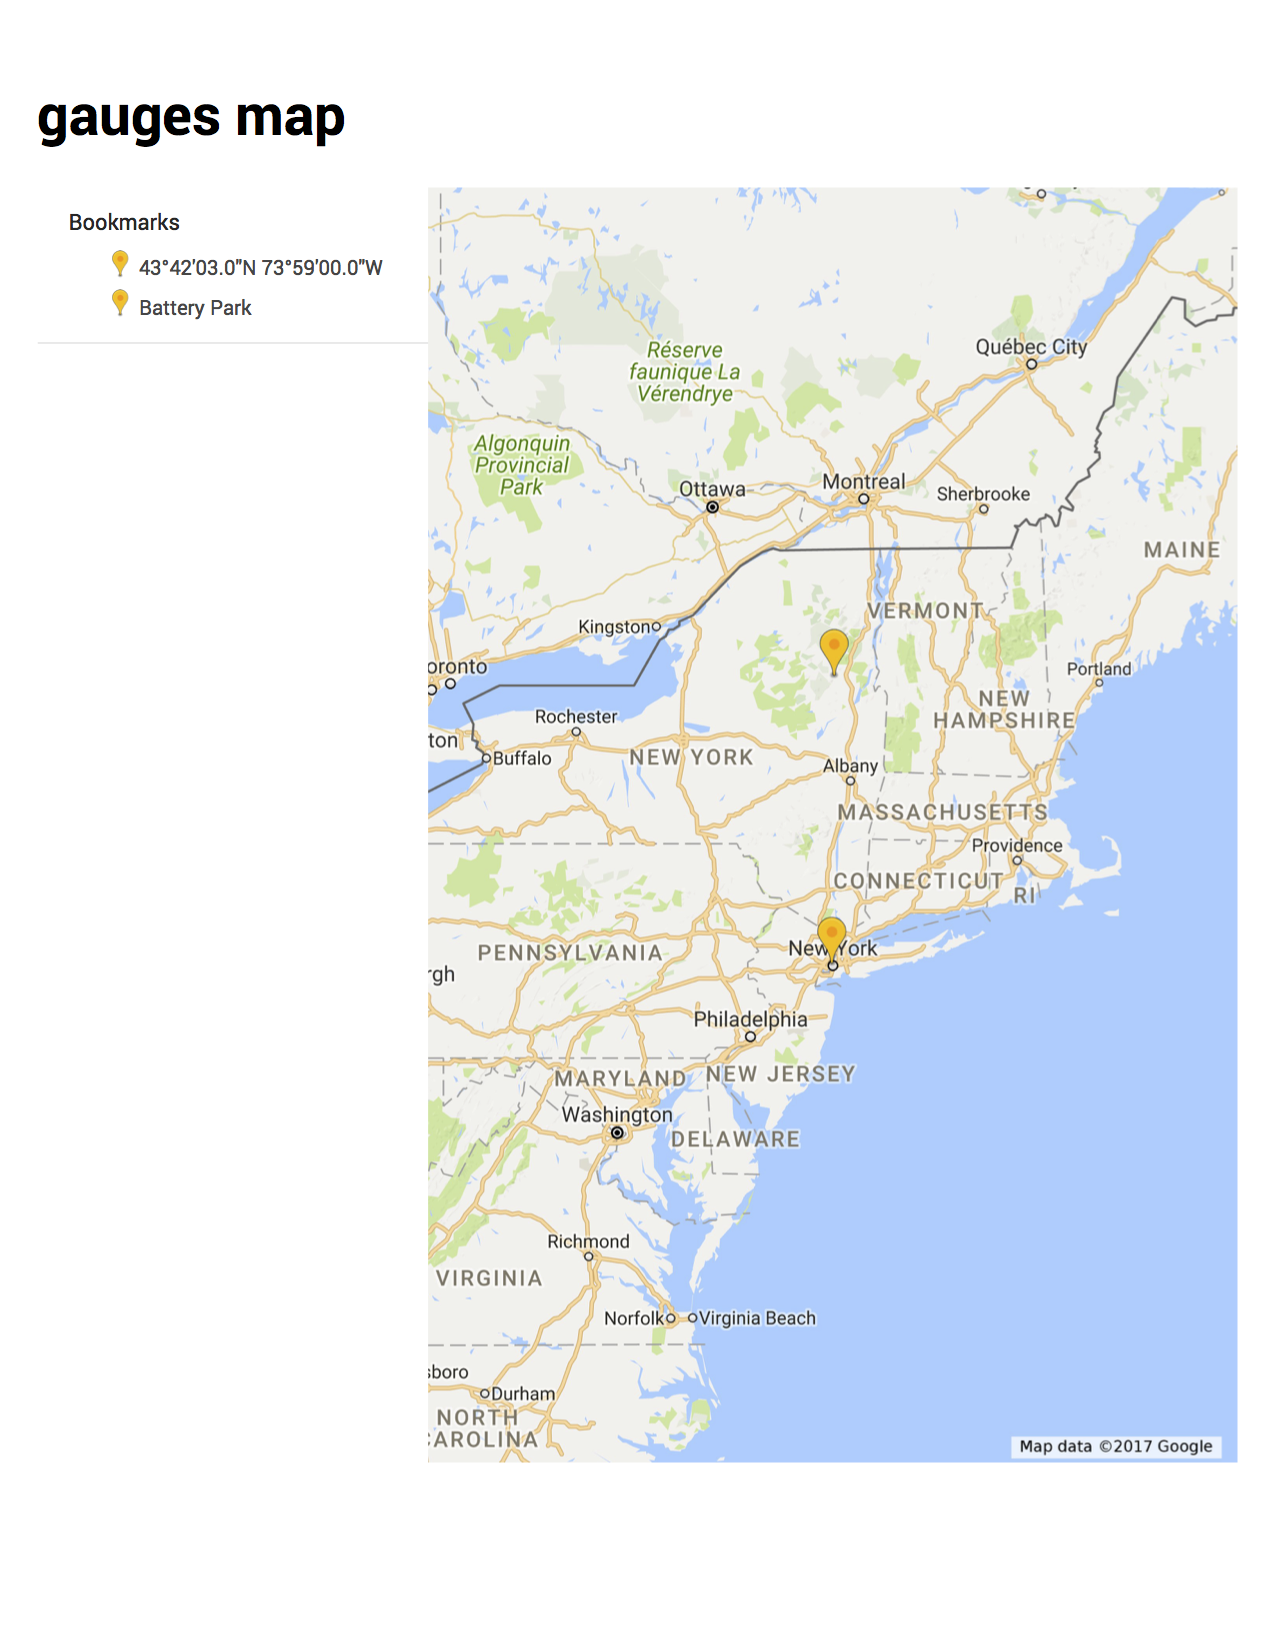 gauges map
Bookmarks
43°42'03.0"N 73°59'00.0"W
Battery Park
Québec City
Réserve
faunique La
Vérendrye
Algonquin
Provincial
Park
Ottawa
Montreal
Sherbrooke
MAINE
VERMONT
Kingston
oronto
Portland
NEW
HAMPSHIRE
Rochester
ton
Buffalo
NEW YORK
Albany
MASSACHUSETTS
Providence
CONNECTICUT
RI
New York
PENNSYLVANIA
rgh
Philadelphia
MARYLAND
NEW JERSEY
Washington
DELAWARE
Richmond
VIRGINIA
Norfolk
Virginia Beach
sboro
Durham
NORTH
CAROLINA
Map data ©2017 Google